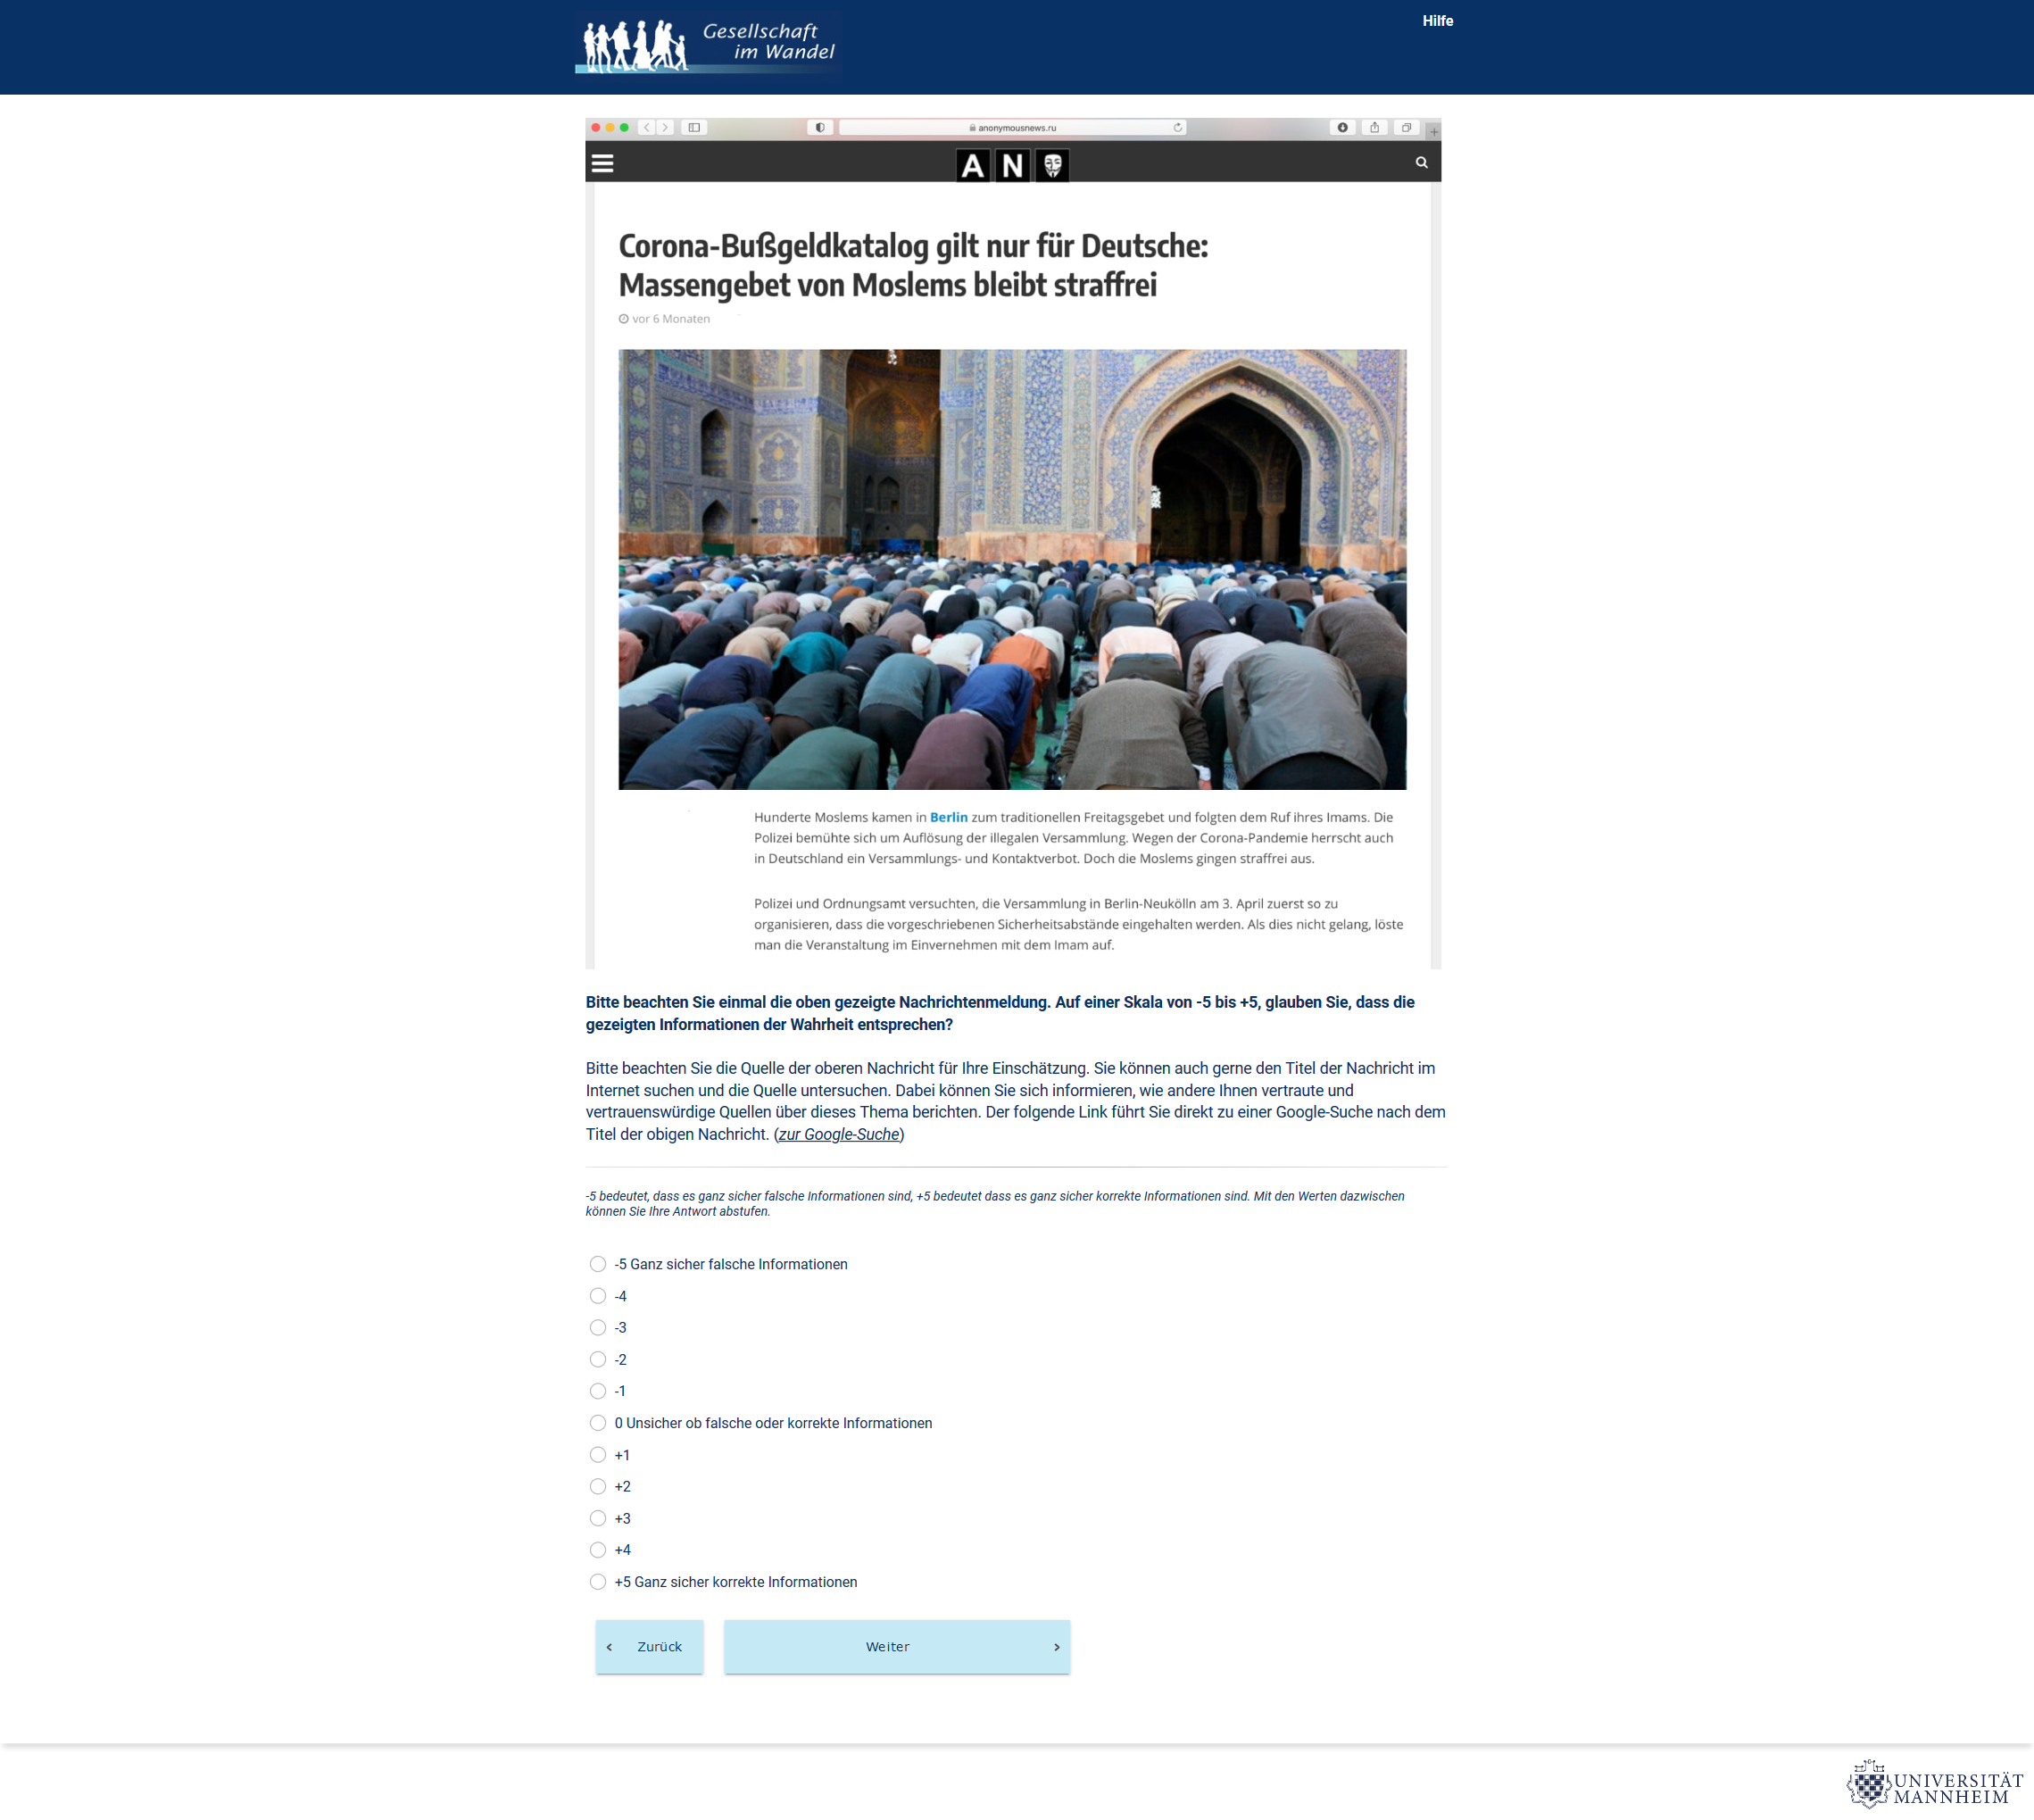 Gesellschaft
im Wandel
Hilfe
anonymousnews.ru
A N
Corona-Bußgeldkatalog gilt nur für Deutsche:
Massengebet von Moslems bleibt straffrei
vor 6 Monaten
Hunderte Moslems kamen in Berlin zum traditionellen Freitagsgebet und folgten dem Ruf ihres Imams. Die
Polizei bemühte sich um Auflösung der illegalen Versammlung. Wegen der Corona-Pandemie herrscht auch
in Deutschland ein Versammlungs- und Kontaktverbot. Doch die Moslems gingen straffrei aus.
Polizei und Ordnungsamt versuchten, die Versammlung in Berlin-Neukölln am 3. April zuerst so zu
organisieren, dass die vorgeschriebenen Sicherheitsabstände eingehalten werden. Als dies nicht gelang, löste
man die Veranstaltung im Einvernehmen mit dem Imam auf.
Bitte beachten Sie einmal die oben gezeigte Nachrichtenmeldung. Auf einer Skala von -5 bis +5, glauben Sie, dass die
gezeigten Informationen der Wahrheit entsprechen?
Bitte beachten Sie die Quelle der oberen Nachricht für Ihre Einschätzung. Sie können auch gerne den Titel der Nachricht im
Internet suchen und die Quelle untersuchen. Dabei können Sie sich informieren, wie andere Ihnen vertraute und
vertrauenswürdige Quellen über dieses Thema berichten. Der folgende Link führt Sie direkt zu einer Google-Suche nach dem
Titel der obigen Nachricht. (zur Google-Suche)
-5 bedeutet, dass es ganz sicher falsche Informationen sind, +5 bedeutet dass es ganz sicher korrekte Informationen sind. Mit den Werten dazwischen
können Sie Ihre Antwort abstufen.
-5 Ganz sicher falsche Informationen
-4
-3
-2
-1
0 Unsicher ob falsche oder korrekte Informationen
+1
+2
+3
+4
+5 Ganz sicher korrekte Informationen
Zurück
Weiter
UNIVERSITÄT
MANNHEIM